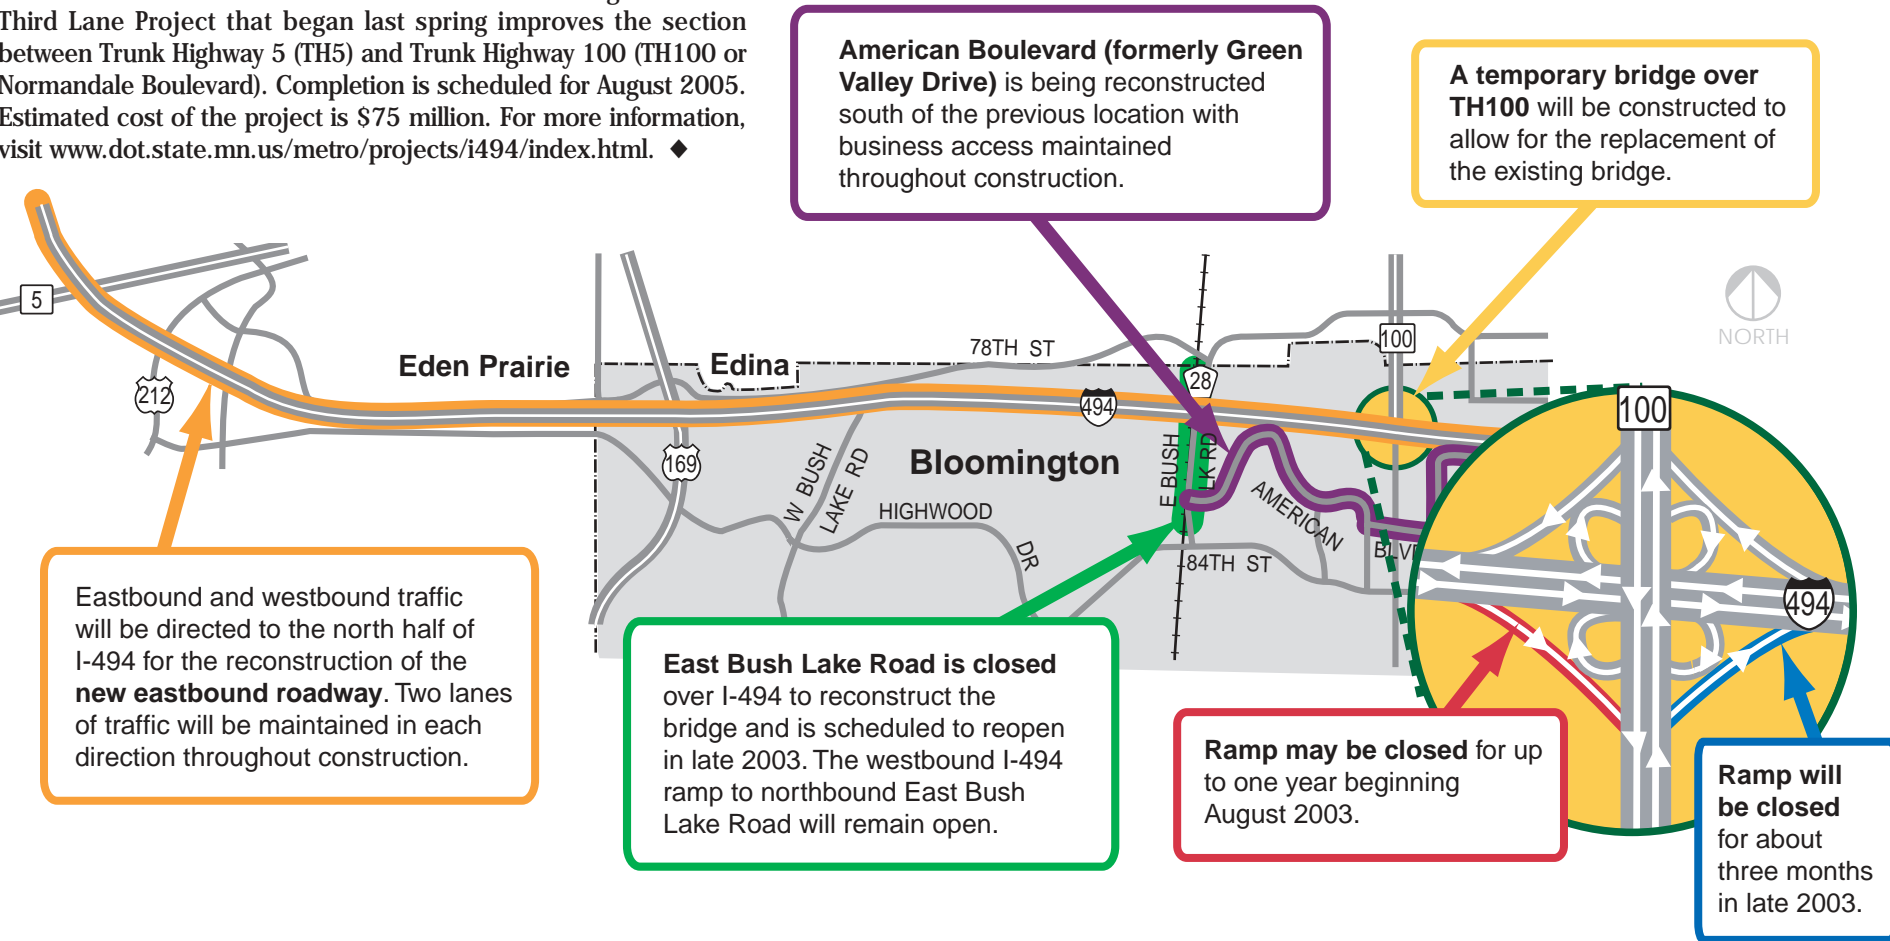 Third Lane Project that began last spring improves the section
between Trunk Highway 5 (TH5) and Trunk Highway 100 (TH100 or
Normandale Boulevard). Completion is scheduled for August 2005.
Estimated cost of the project is $75 million. For more information,
visit www.dot.state.mn.us/metro/projects/i494/index.html. ◆
American Boulevard (formerly Green
Valley Drive) is being reconstructed
south of the previous location with
business access maintained
throughout construction.
A temporary bridge over
TH100 will be constructed to
allow for the replacement of
the existing bridge.
NORTH
5
212
Eden Prairie
Edina
78TH ST
28
100
494
169
Bloomington
W BUSH
LAKE RD
E BUSH
LK RD
HIGHWOOD
DR
AMERICAN
BLV
84TH ST
100
494
Eastbound and westbound traffic
will be directed to the north half of
I-494 for the reconstruction of the
new eastbound roadway. Two lanes
of traffic will be maintained in each
direction throughout construction.
East Bush Lake Road is closed
over I-494 to reconstruct the
bridge and is scheduled to reopen
in late 2003. The westbound I-494
ramp to northbound East Bush
Lake Road will remain open.
Ramp may be closed for up
to one year beginning
August 2003.
Ramp will
be closed
for about
three months
in late 2003.